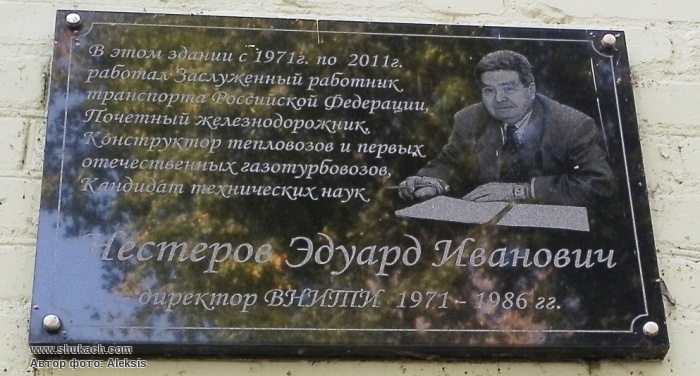 В этом здании с 1971г. по 2011г.
работал Заслуженный работник
транспорта Российской Федерации,
Почетный железнодорожник,
Конструктор тепловозов и первых
отечественных газотурбовозов,
Кандидат технических наук
Нестеров Эдуард Иванович
директор ВНИТИ 1971 - 1986 гг.
www.shukach.com
Автор фото: Aleksis